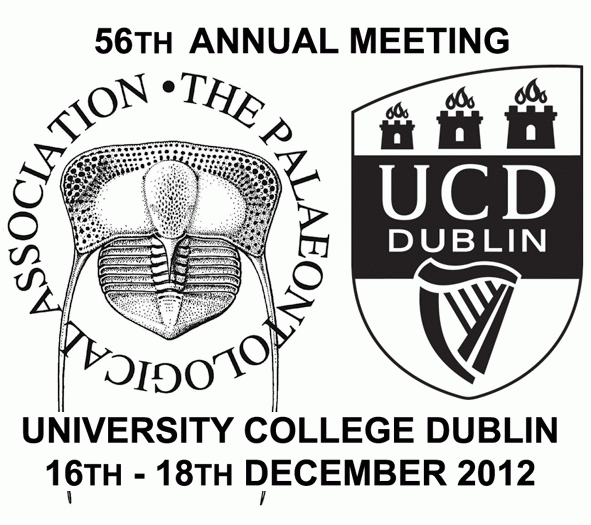 56TH ANNUAL MEETING
THE PALAEONTOLOGICAL ASSOCIATION •
UCD
DUBLIN
UNIVERSITY COLLEGE DUBLIN
16TH - 18TH DECEMBER 2012